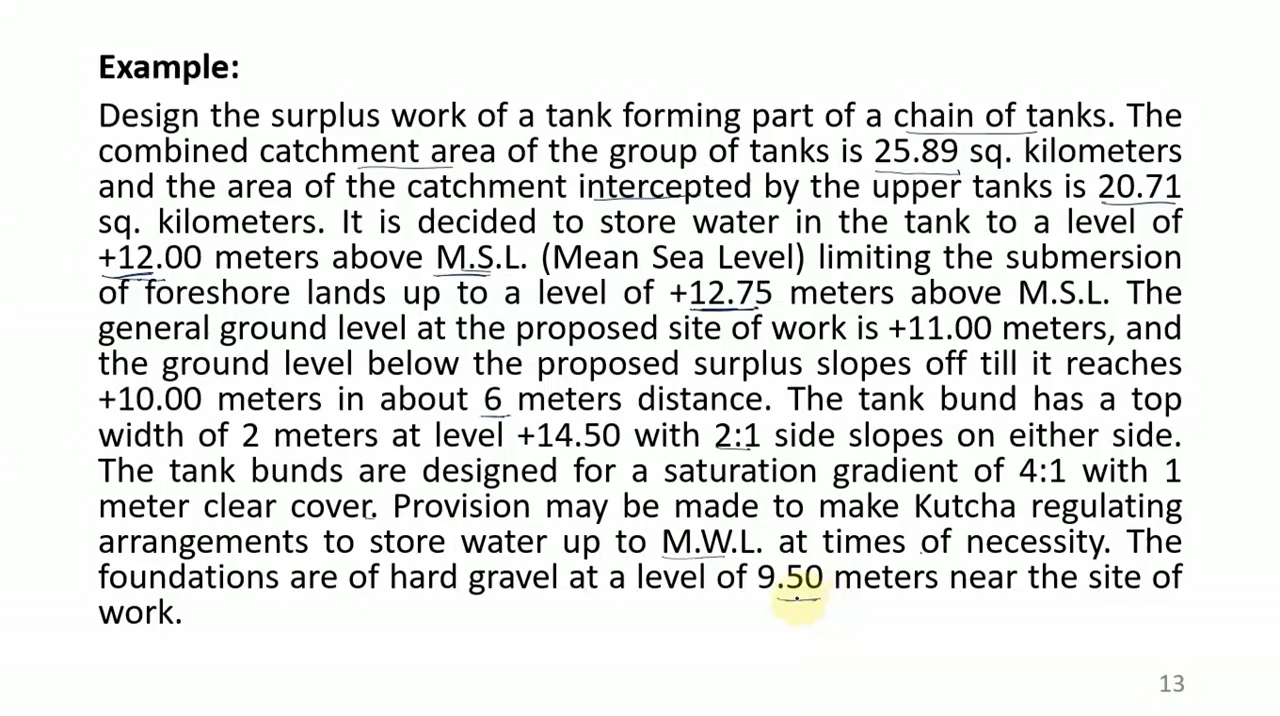 Example:
Design the surplus work of a tank forming part of a chain of tanks. The
combined catchment area of the group of tanks is 25.89 sq. kilometers
and the area of the catchment intercepted by the upper tanks is 20.71
sq. kilometers. It is decided to store water in the tank to a level of
+12.00 meters above M.S.L. (Mean Sea Level) limiting the submersion
of foreshore lands up to a level of +12.75 meters above M.S.L. The
general ground level at the proposed site of work is +11.00 meters, and
the ground level below the proposed surplus slopes off till it reaches
+10.00 meters in about 6 meters distance. The tank bund has a top
width of 2 meters at level +14.50 with 2:1 side slopes on either side.
The tank bunds are designed for a saturation gradient of 4:1 with 1
meter clear cover. Provision may be made to make Kutcha regulating
arrangements to store water up to M.W.L. at times of necessity. The
foundations are of hard gravel at a level of 9.50 meters near the site of
work.
13